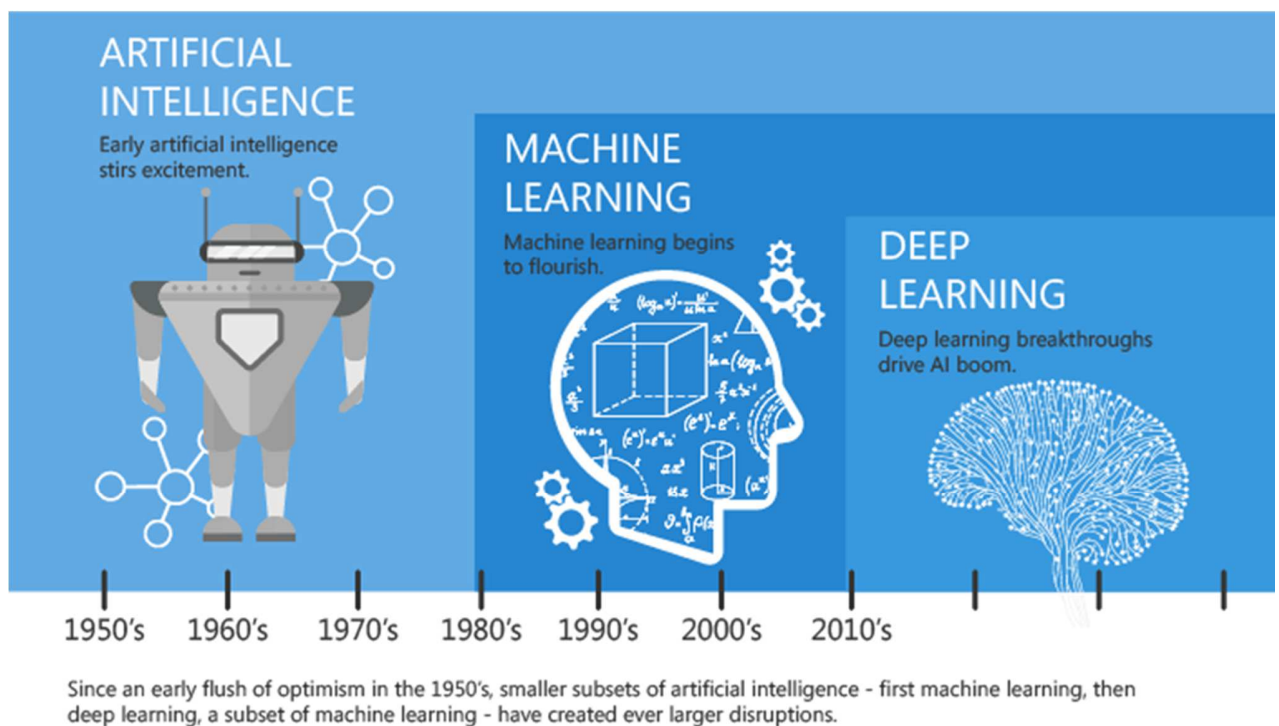 ARTIFICIAL
INTELLIGENCE
Early artificial intelligence
stirs excitement.
MACHINE
LEARNING
Machine learning begins
to flourish.
DEEP
LEARNING
Deep learning breakthroughs
drive AI boom.
1950's 1960's 1970's 1980's 1990's 2000's 2010's
Since an early flush of optimism in the 1950's, smaller subsets of artificial intelligence - first machine learning, then
deep learning, a subset of machine learning - have created ever larger disruptions.